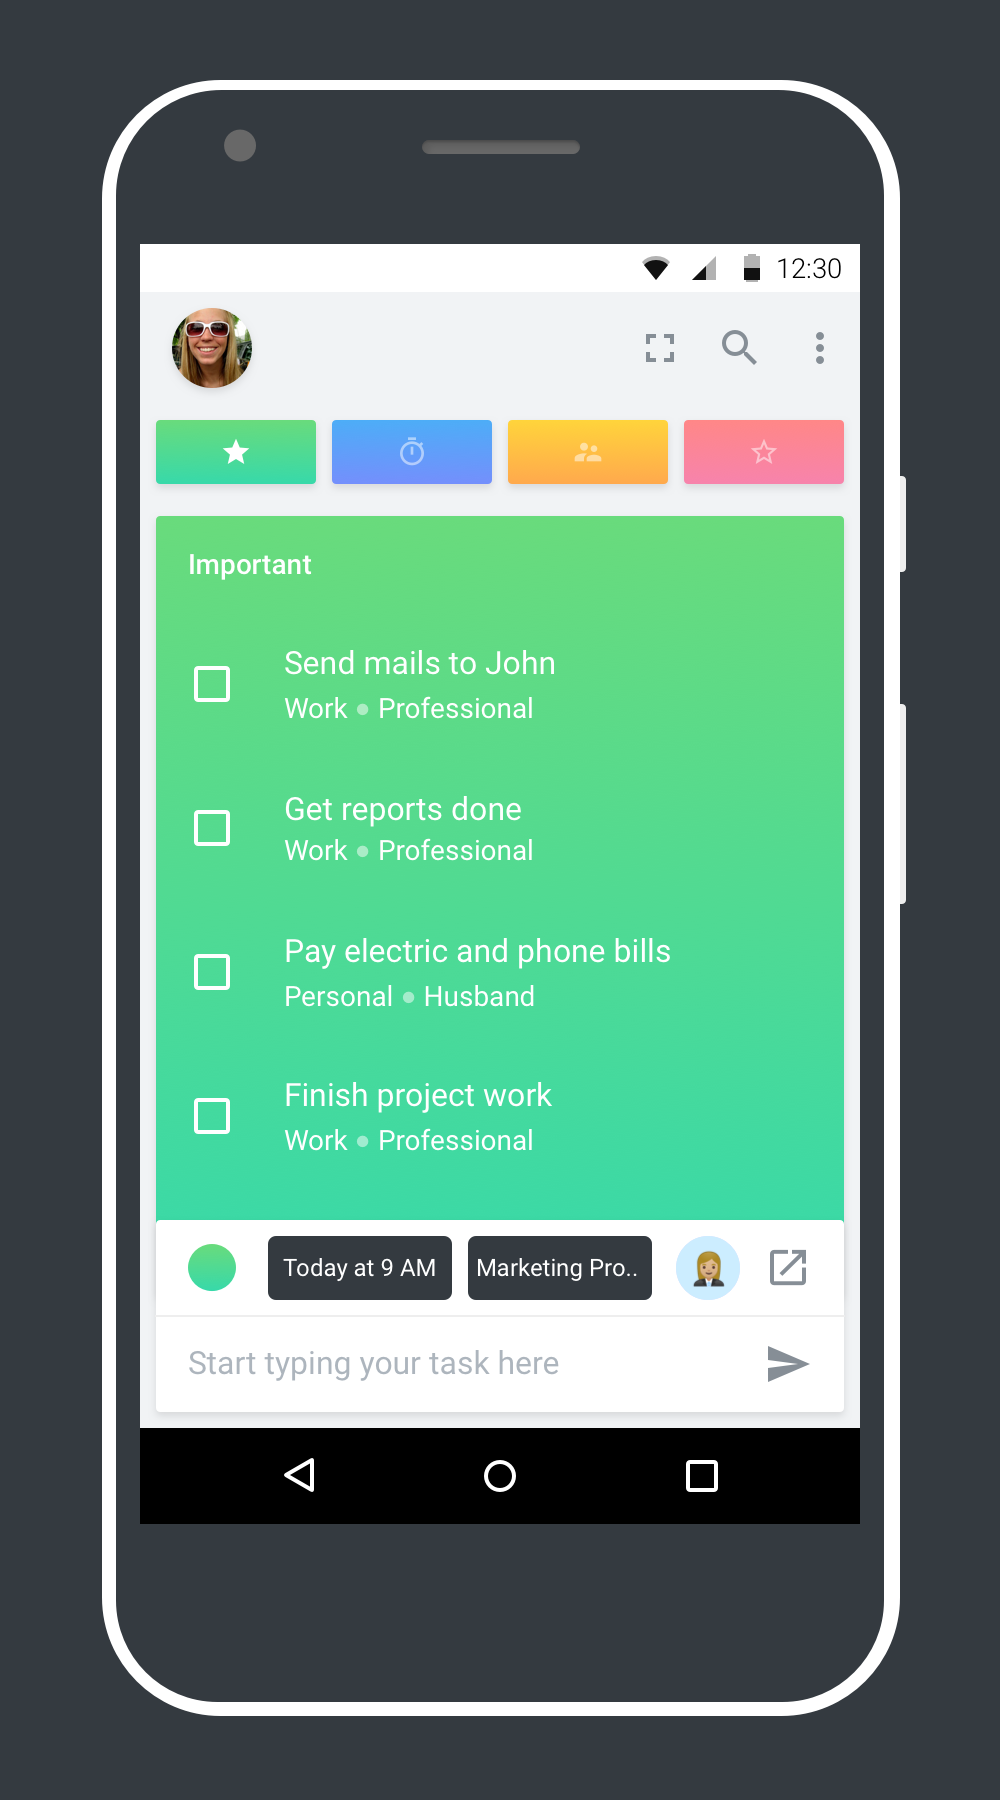 12:30
Important
Send mails to John
Work • Professional
Get reports done
Work • Professional
Pay electric and phone bills
Personal • Husband
Finish project work
Work • Professional
Today at 9 AM
Marketing Pro..
Start typing your task here